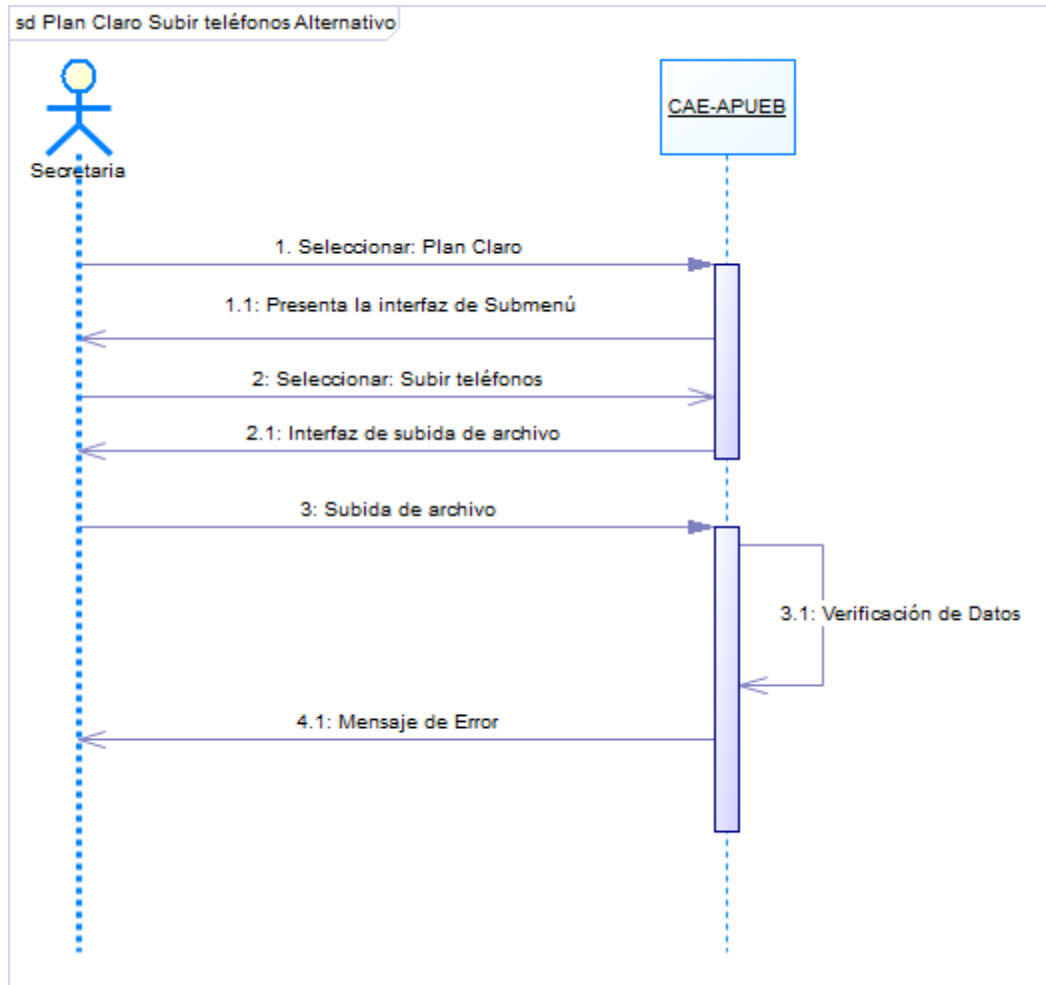 sd Plan Claro Subir teléfonos Alternativo
CAE-APUEB
Secretaria
1. Seleccionar: Plan Claro
1.1: Presenta la interfaz de Submenú
2: Seleccionar: Subir teléfonos
2.1: Interfaz de subida de archivo
3: Subida de archivo
3.1: Verificación de Datos
4.1: Mensaje de Error